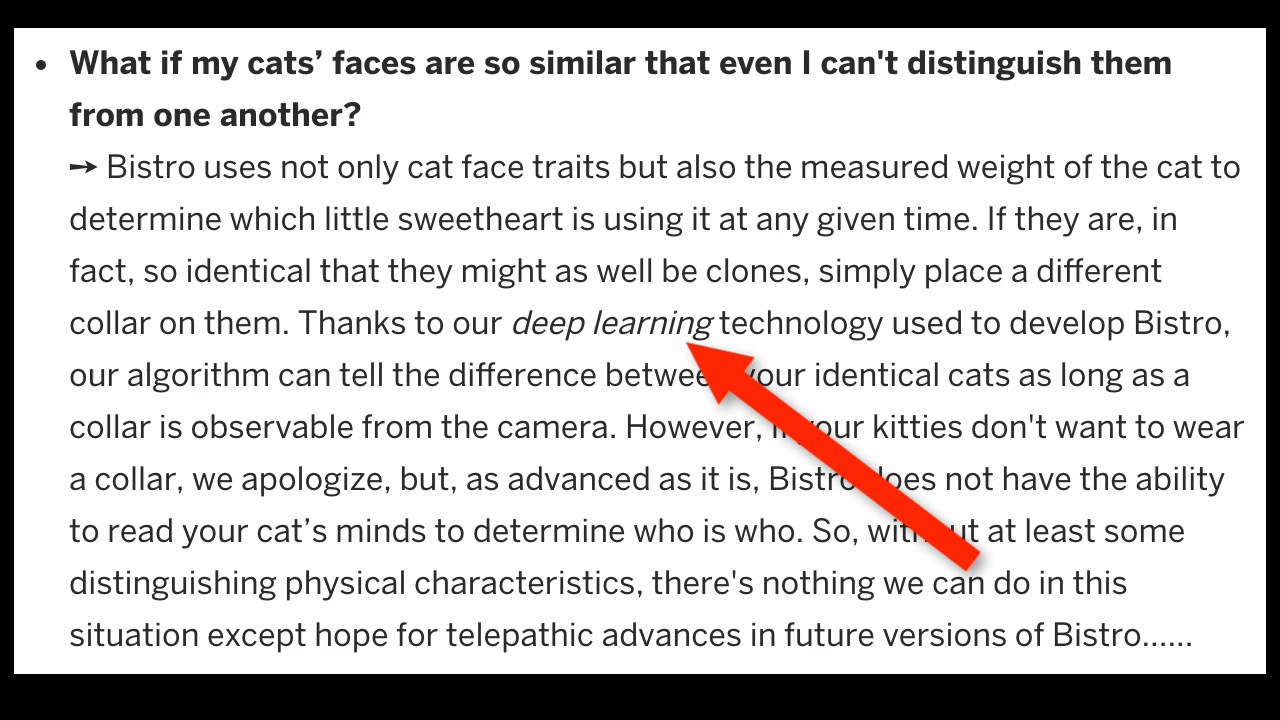 • What if my cats’ faces are so similar that even I can't distinguish them
from one another?
➙ Bistro uses not only cat face traits but also the measured weight of the cat to
determine which little sweetheart is using it at any given time. If they are, in
fact, so identical that they might as well be clones, simply place a different
collar on them. Thanks to our deep learning technology used to develop Bistro,
our algorithm can tell the difference between your identical cats as long as a
collar is observable from the camera. However, if your kitties don't want to wear
a collar, we apologize, but, as advanced as it is, Bistro does not have the ability
to read your cat’s minds to determine who is who. So, without at least some
distinguishing physical characteristics, there's nothing we can do in this
situation except hope for telepathic advances in future versions of Bistro......